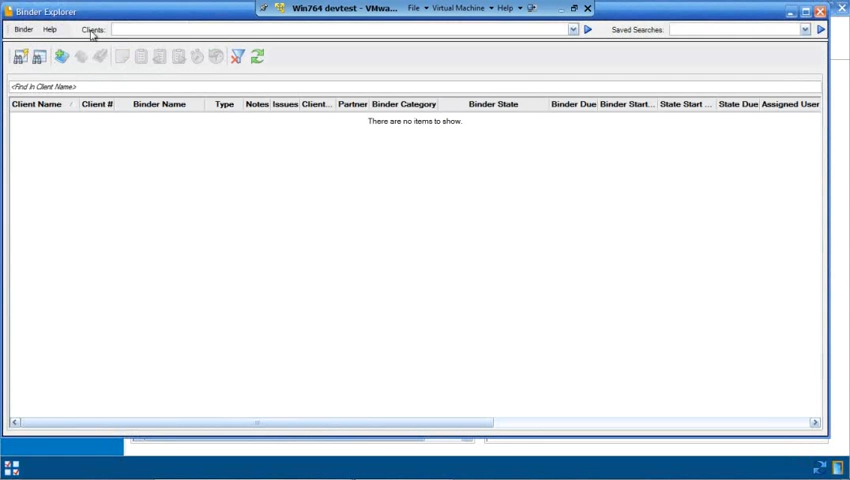 Binder Explorer
Win764 devtest - VMwa... File Virtual Machine Help
Binder Help Clients: Saved Searches:
<Find In Client Name>
Client Name Client # Binder Name Type Notes Issues Client... Partner Binder Category Binder State Binder Due Binder Start... State Start ... State Due Assigned User
There are no items to show.